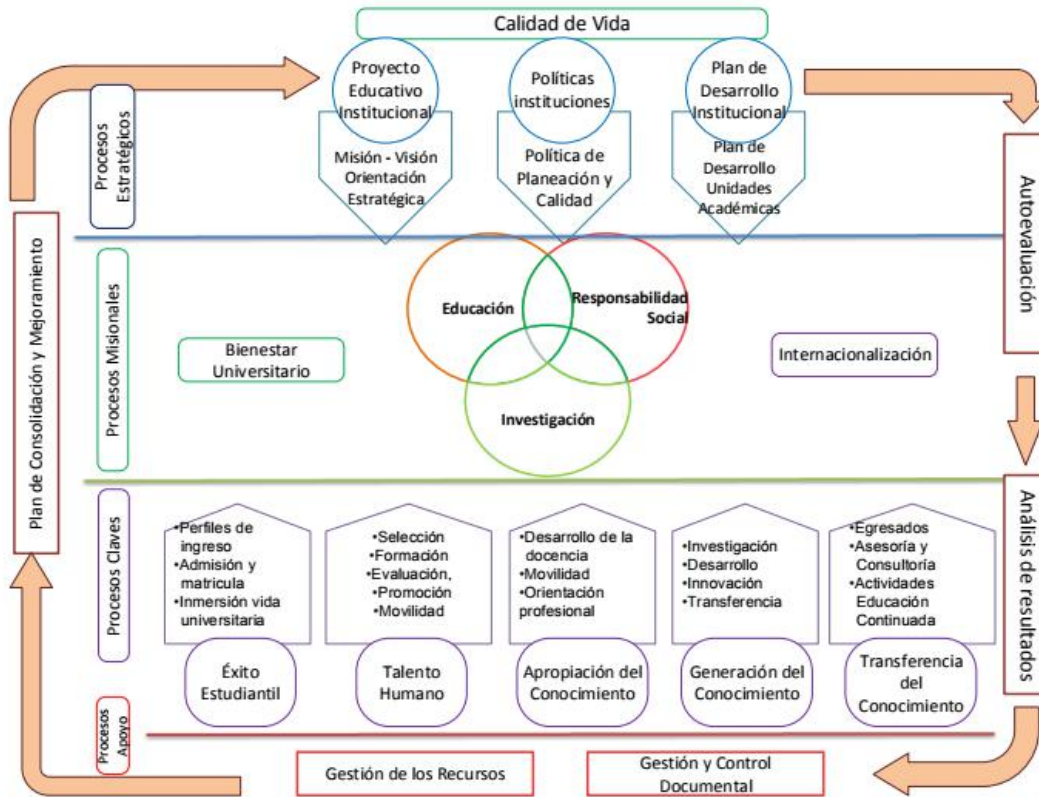 Calidad de Vida
Proyecto
Educativo
Institucional
Políticas
instituciones
Plan de
Desarrollo
Institucional
Misión - Visión
Orientación
Estratégica
Política de
Planeación y
Calidad
Plan de
Desarrollo
Unidades
Académicas
Procesos
Estratégicos
Autoevaluación
Plan de Consolidación y Mejoramiento
Procesos Misionales
Educación
Responsabilidad
Social
Investigación
Bienestar
Universitario
Internacionalización
Procesos Claves
•Perfiles de
ingreso
•Admisión y
matricula
•Inmersión vida
universitaria
•Selección
•Formación
•Evaluación,
•Promoción
•Movilidad
•Desarrollo de la
docencia
•Movilidad
•Orientación
profesional
•Investigación
•Desarrollo
•Innovación
•Transferencia
•Egresados
•Asesoría y
Consultoría
•Actividades
Educación
Continuada
Análisis de resultados
Éxito
Estudiantil
Talento
Humano
Apropiación del
Conocimiento
Generación del
Conocimiento
Transferencia
del
Conocimiento
Procesos
Apoyo
Gestión de los Recursos
Gestión y Control
Documental